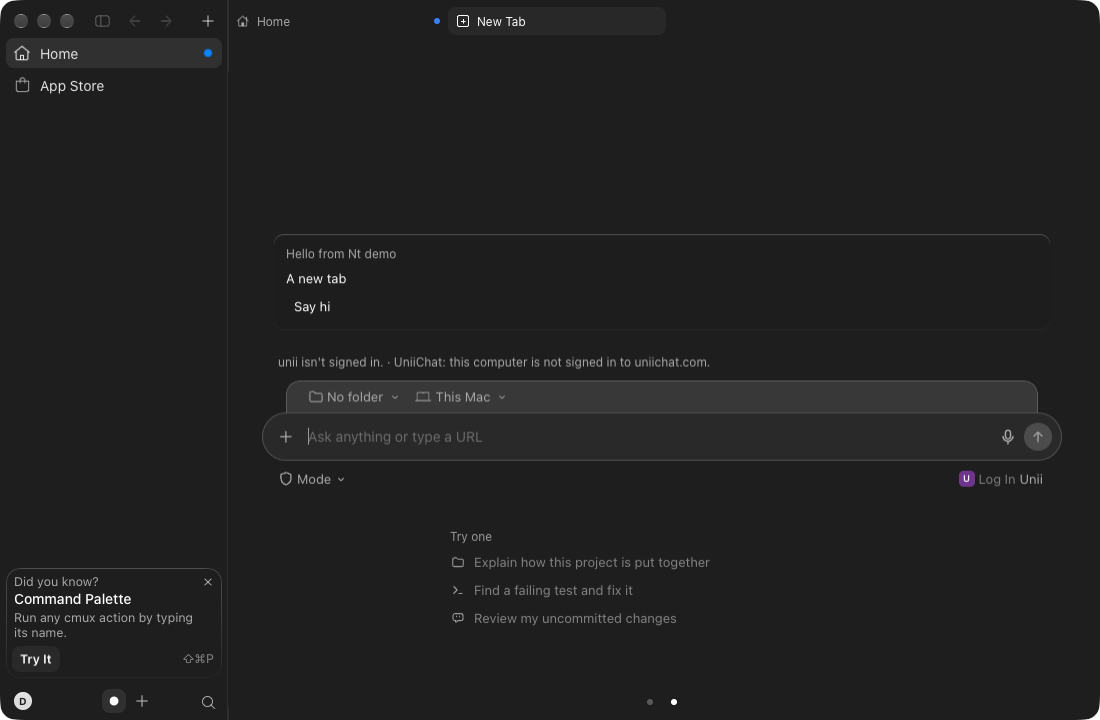 Home
New Tab
Home
App Store
Hello from Nt demo
A new tab
Say hi
unii isn't signed in. · UniiChat: this computer is not signed in to uniichat.com.
No folder
This Mac
Ask anything or type a URL
Mode
U Log In Unii
Try one
Explain how this project is put together
Find a failing test and fix it
Review my uncommitted changes
Did you know?
Command Palette
Run any cmux action by typing
its name.
Try It
⇧⌘P
D